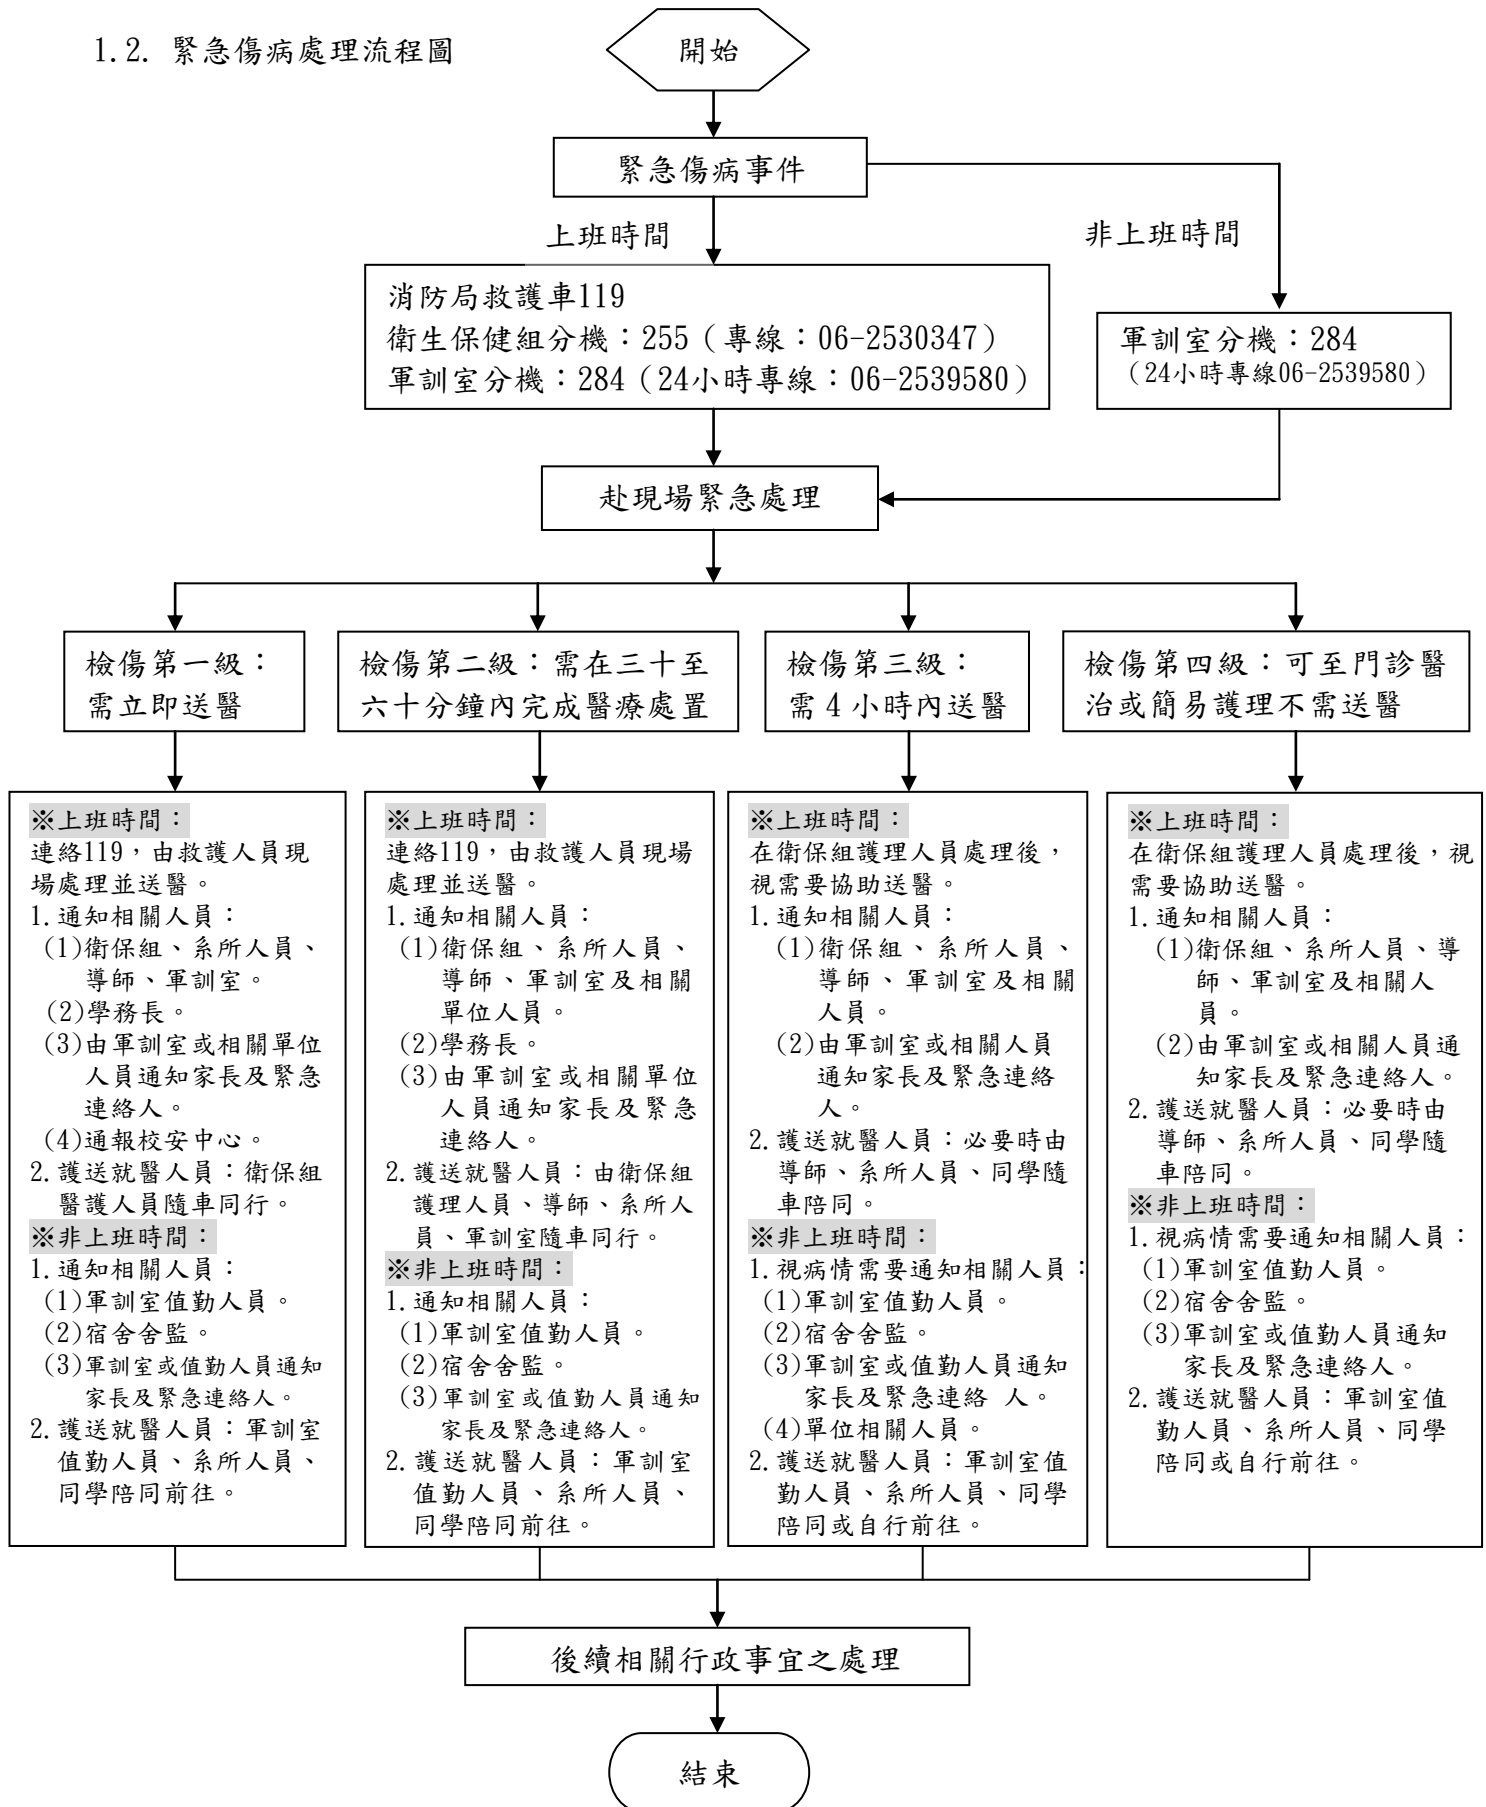 1.2. 緊急傷病處理流程圖
開始
緊急傷病事件
上班時間
非上班時間
消防局救護車119
衛生保健組分機：255（專線：06-2530347）
軍訓室分機：284（24小時專線：06-2539580）
軍訓室分機：284
（24小時專線06-2539580）
赴現場緊急處理
檢傷第一級：
需立即送醫
檢傷第二級：需在三十至
六十分鐘內完成醫療處置
檢傷第三級：
需4小時內送醫
檢傷第四級：可至門診醫
治或簡易護理不需送醫
※上班時間：
連絡119，由救護人員現
場處理並送醫。
1.通知相關人員：
(1)衛保組、系所人員、
導師、軍訓室。
(2)學務長。
(3)由軍訓室或相關單位
人員通知家長及緊急
連絡人。
(4)通報校安中心。
2.護送就醫人員：衛保組
醫護人員隨車同行。
※非上班時間：
1.通知相關人員：
(1)軍訓室值勤人員。
(2)宿舍舍監。
(3)軍訓室或值勤人員通知
家長及緊急連絡人。
2.護送就醫人員：軍訓室
值勤人員、系所人員、
同學陪同前往。
※上班時間：
連絡119，由救護人員現場
處理並送醫。
1.通知相關人員：
(1)衛保組、系所人員、
導師、軍訓室及相關
單位人員。
(2)學務長。
(3)由軍訓室或相關單位
人員通知家長及緊急
連絡人。
2.護送就醫人員：由衛保組
護理人員、導師、系所人
員、軍訓室隨車同行。
※非上班時間：
1.通知相關人員：
(1)軍訓室值勤人員。
(2)宿舍舍監。
(3)軍訓室或值勤人員通知
家長及緊急連絡人。
2.護送就醫人員：軍訓室
值勤人員、系所人員、
同學陪同前往。
※上班時間：
在衛保組護理人員處理後，
視需要協助送醫。
1.通知相關人員：
(1)衛保組、系所人員、
導師、軍訓室及相關
人員。
(2)由軍訓室或相關人員
通知家長及緊急連絡
人。
2.護送就醫人員：必要時由
導師、系所人員、同學隨
車陪同。
※非上班時間：
1.視病情需要通知相關人員：
(1)軍訓室值勤人員。
(2)宿舍舍監。
(3)軍訓室或值勤人員通知
家長及緊急連絡 人。
(4)單位相關人員。
2.護送就醫人員：軍訓室值
勤人員、系所人員、同學
陪同或自行前往。
※上班時間：
在衛保組護理人員處理後，視
需要協助送醫。
1.通知相關人員：
(1)衛保組、系所人員、導
師、軍訓室及相關人
員。
(2)由軍訓室或相關人員通
知家長及緊急連絡人。
2.護送就醫人員：必要時由
導師、系所人員、同學隨
車陪同。
※非上班時間：
1.視病情需要通知相關人員：
(1)軍訓室值勤人員。
(2)宿舍舍監。
(3)軍訓室或值勤人員通知
家長及緊急連絡人。
2.護送就醫人員：軍訓室值
勤人員、系所人員、同學
陪同或自行前往。
後續相關行政事宜之處理
結束